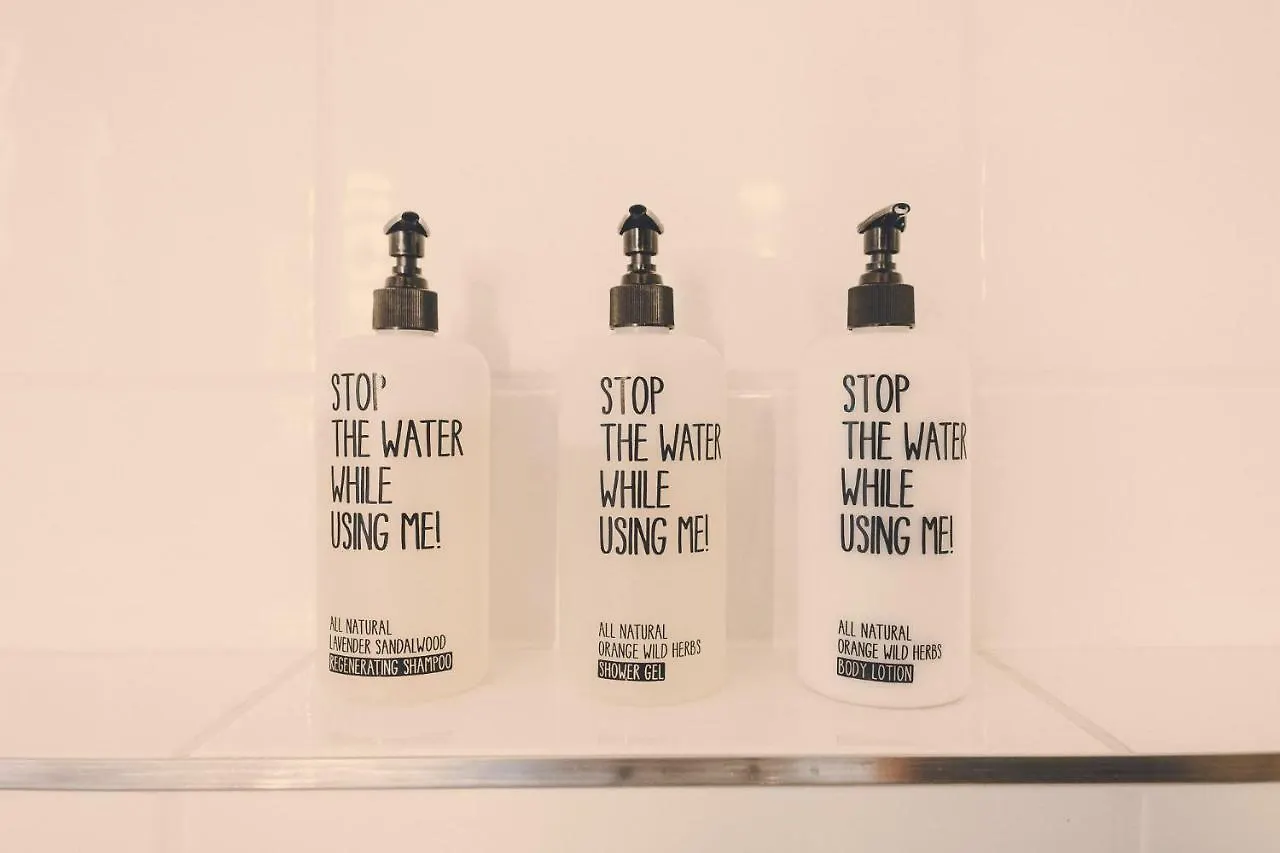 STOP
THE WATER
WHILE
USING ME!
ALL NATURAL
LAVENDER SANDALWOOD
REGENERATING SHAMPOO
STOP
THE WATER
WHILE
USING ME!
ALL NATURAL
ORANGE WILD HERBS
SHOWER GEL
STOP
THE WATER
WHILE
USING ME!
ALL NATURAL
ORANGE WILD HERBS
BODY LOTION